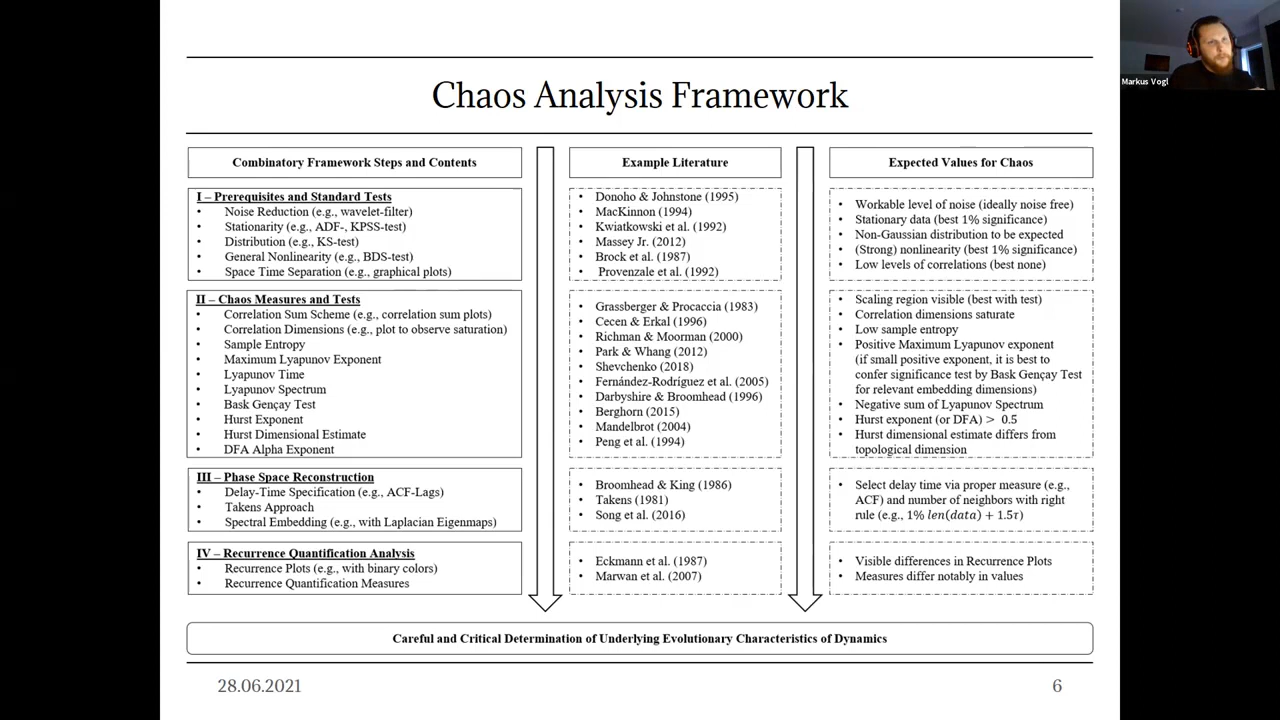 Markus Vogl
Chaos Analysis Framework
Combinatory Framework Steps and Contents
I – Prerequisites and Standard Tests
• Noise Reduction (e.g., wavelet-filter)
• Stationarity (e.g., ADF-, KPSS-test)
• Distribution (e.g., KS-test)
• General Nonlinearity (e.g., BDS-test)
• Space Time Separation (e.g., graphical plots)
II – Chaos Measures and Tests
• Correlation Sum Scheme (e.g., correlation sum plots)
• Correlation Dimensions (e.g., plot to observe saturation)
• Sample Entropy
• Maximum Lyapunov Exponent
• Lyapunov Time
• Lyapunov Spectrum
• Bask Gençay Test
• Hurst Exponent
• Hurst Dimensional Estimate
• DFA Alpha Exponent
III – Phase Space Reconstruction
• Delay-Time Specification (e.g., ACF-Lags)
• Takens Approach
• Spectral Embedding (e.g., with Laplacian Eigenmaps)
IV – Recurrence Quantification Analysis
• Recurrence Plots (e.g., with binary colors)
• Recurrence Quantification Measures
Example Literature
• Donoho & Johnstone (1995)
• MacKinnon (1994)
• Kwiatkowski et al. (1992)
• Massey Jr. (2012)
• Brock et al. (1987)
• Provenzale et al. (1992)
• Grassberger & Procaccia (1983)
• Cecen & Erkal (1996)
• Richman & Moorman (2000)
• Park & Whang (2012)
• Shevchenko (2018)
• Fernández-Rodríguez et al. (2005)
• Darbyshire & Broomhead (1996)
• Berghorn (2015)
• Mandelbrot (2004)
• Peng et al. (1994)
• Broomhead & King (1986)
• Takens (1981)
• Song et al. (2016)
• Eckmann et al. (1987)
• Marwan et al. (2007)
Expected Values for Chaos
• Workable level of noise (ideally noise free)
• Stationary data (best 1% significance)
• Non-Gaussian distribution to be expected
• (Strong) nonlinearity (best 1% significance)
• Low levels of correlations (best none)
• Scaling region visible (best with test)
• Correlation dimensions saturate
• Low sample entropy
• Positive Maximum Lyapunov exponent
(if small positive exponent, it is best to
confer significance test by Bask Gençay Test
for relevant embedding dimensions)
• Negative sum of Lyapunov Spectrum
• Hurst exponent (or DFA) > 0.5
• Hurst dimensional estimate differs from
topological dimension
• Select delay time via proper measure (e.g.,
ACF) and number of neighbors with right
rule (e.g., 1% len(data) + 1.5τ)
• Visible differences in Recurrence Plots
• Measures differ notably in values
Careful and Critical Determination of Underlying Evolutionary Characteristics of Dynamics
28.06.2021
6